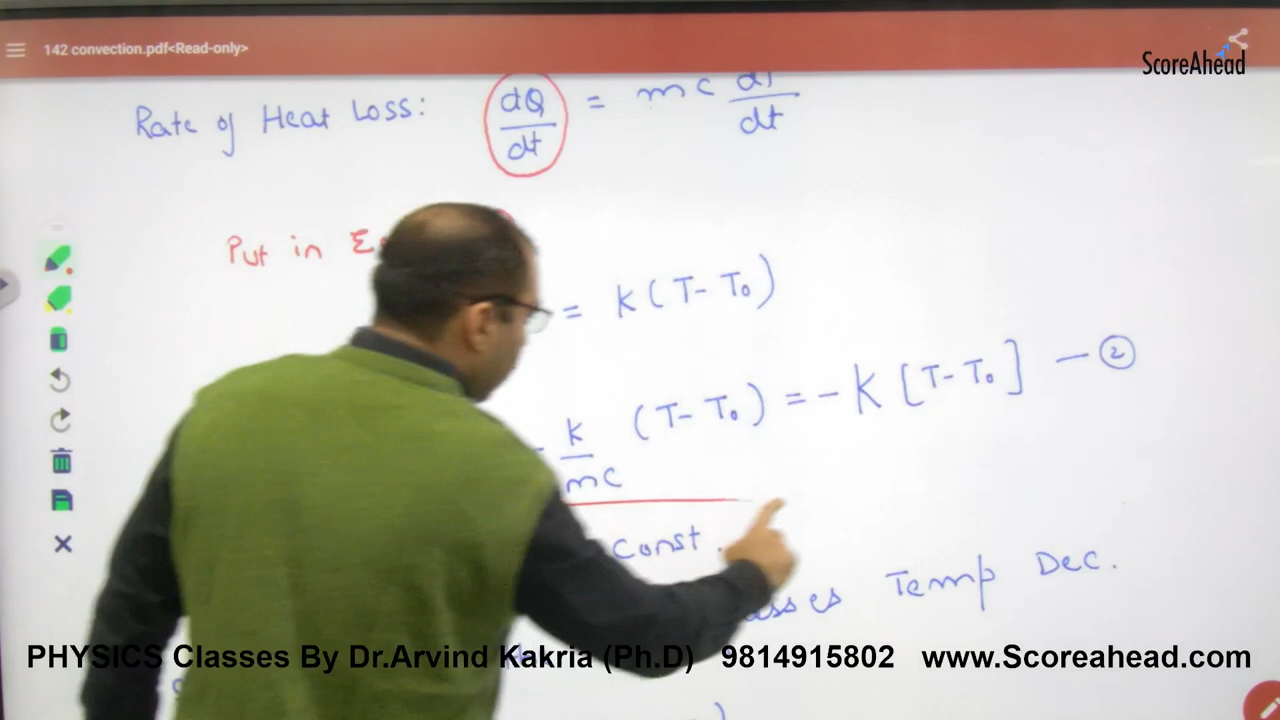 142 convection.pdf<Read-only>
ScoreAhead
Rate of Heat Loss: dQ/dt = mc dT/dt
Put in
= K(T- T₀)
- K/mc (T- T₀) = - K [T- T₀] — ②
Const.
Temp Dec.
PHYSICS Classes By Dr.Arvind Kakria (Ph.D) 9814915802 www.Scoreahead.com